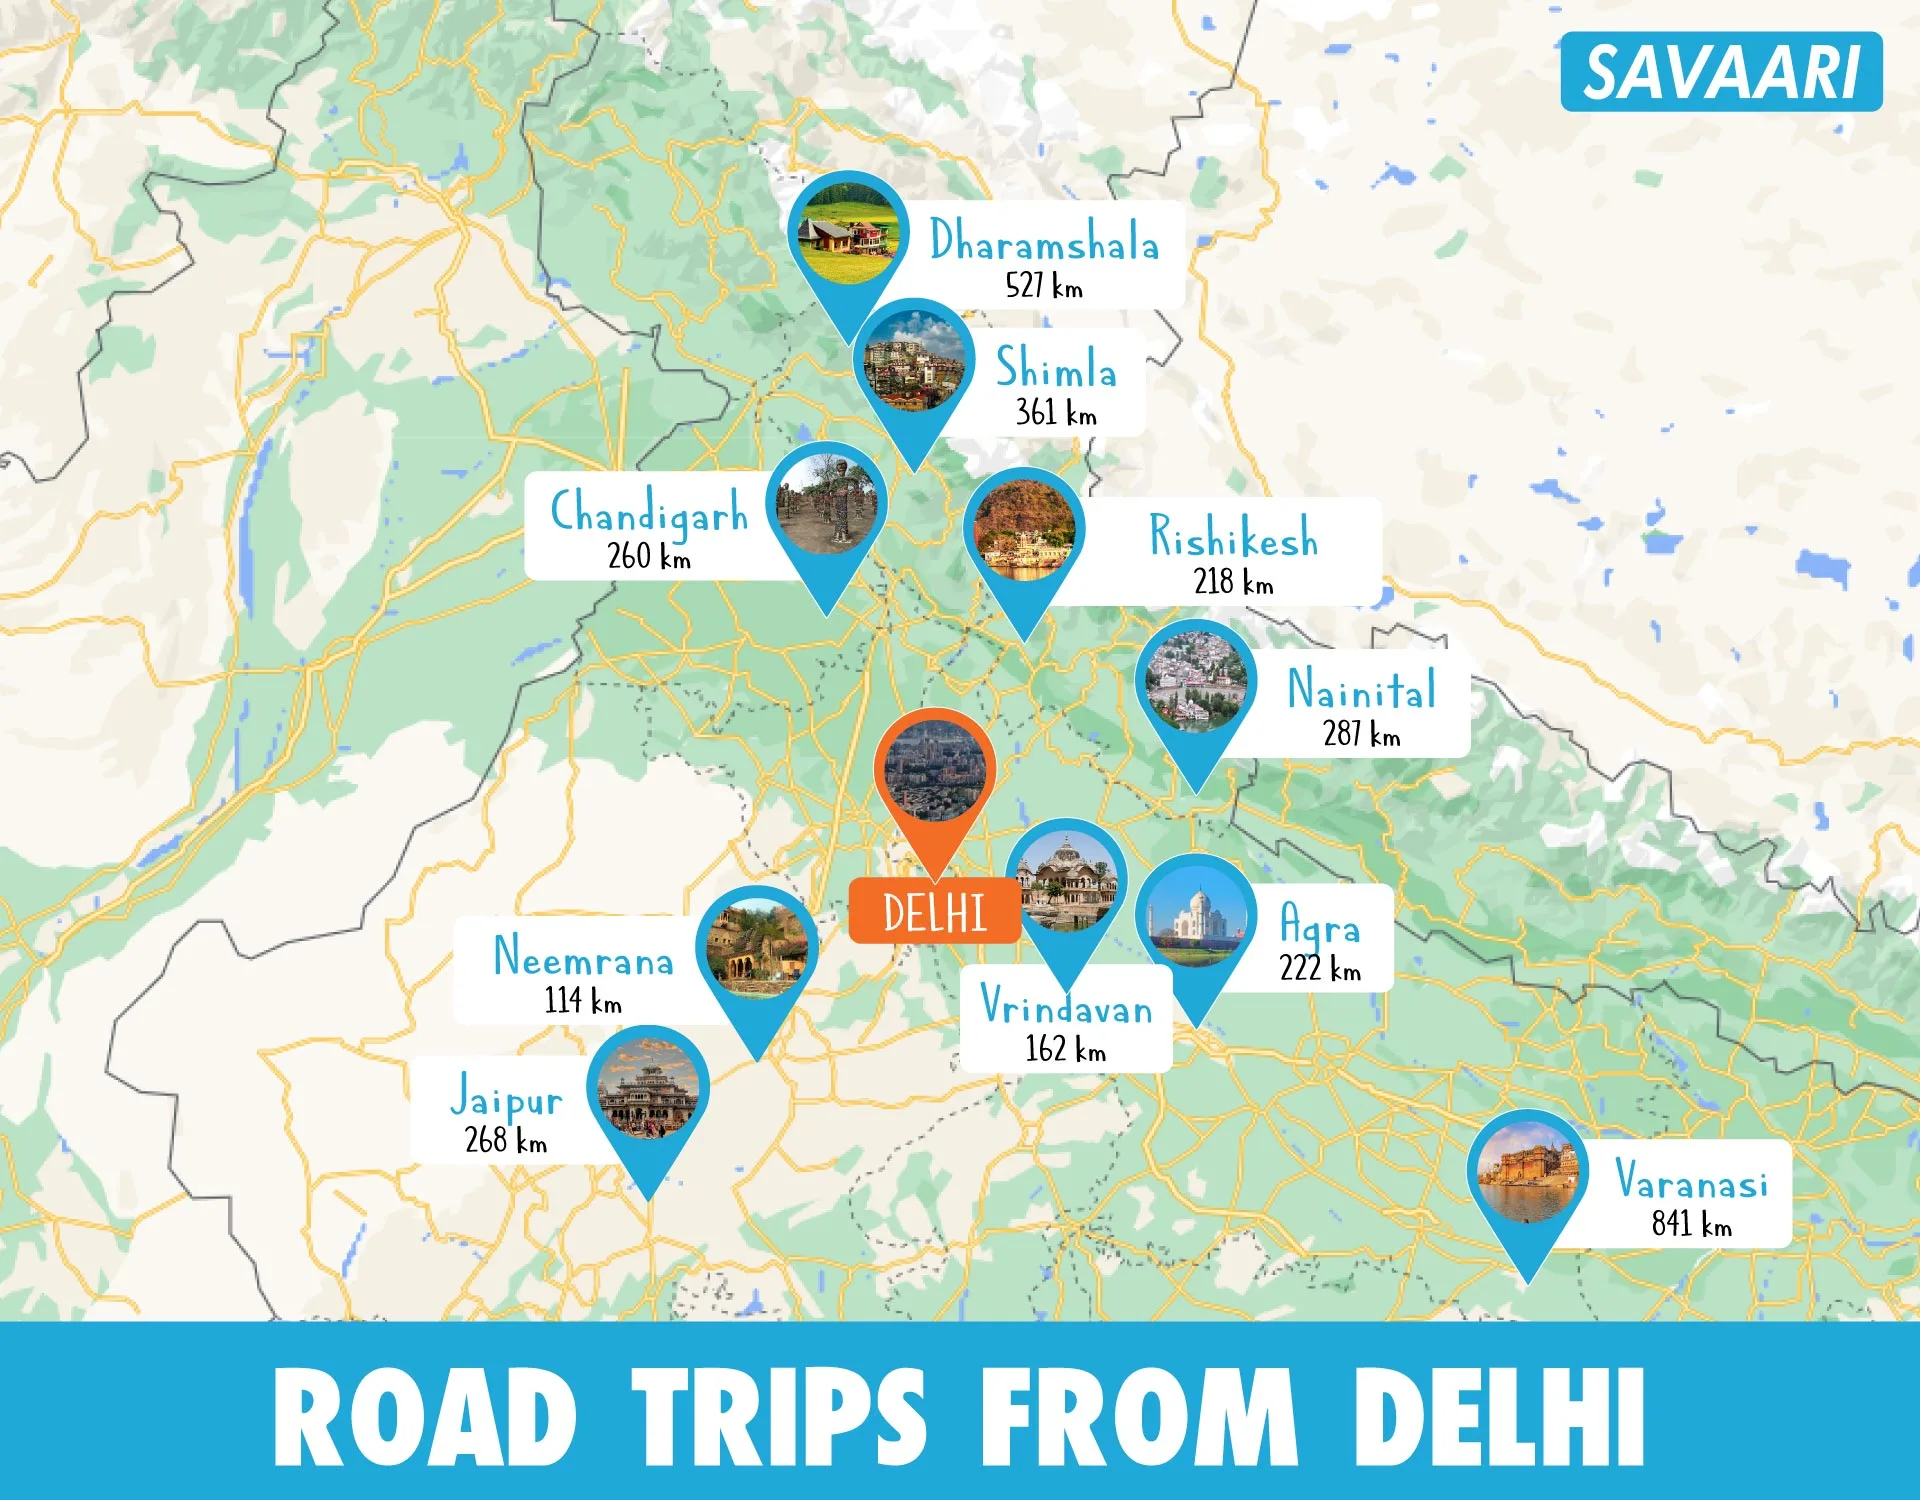 SAVAARI
Dharamshala
527 km
Shimla
361 km
Chandigarh
260 km
Rishikesh
218 km
Nainital
287 km
DELHI
Agra
222 km
Neemrana
114 km
Vrindavan
162 km
Jaipur
268 km
Varanasi
841 km
ROAD TRIPS FROM DELHI